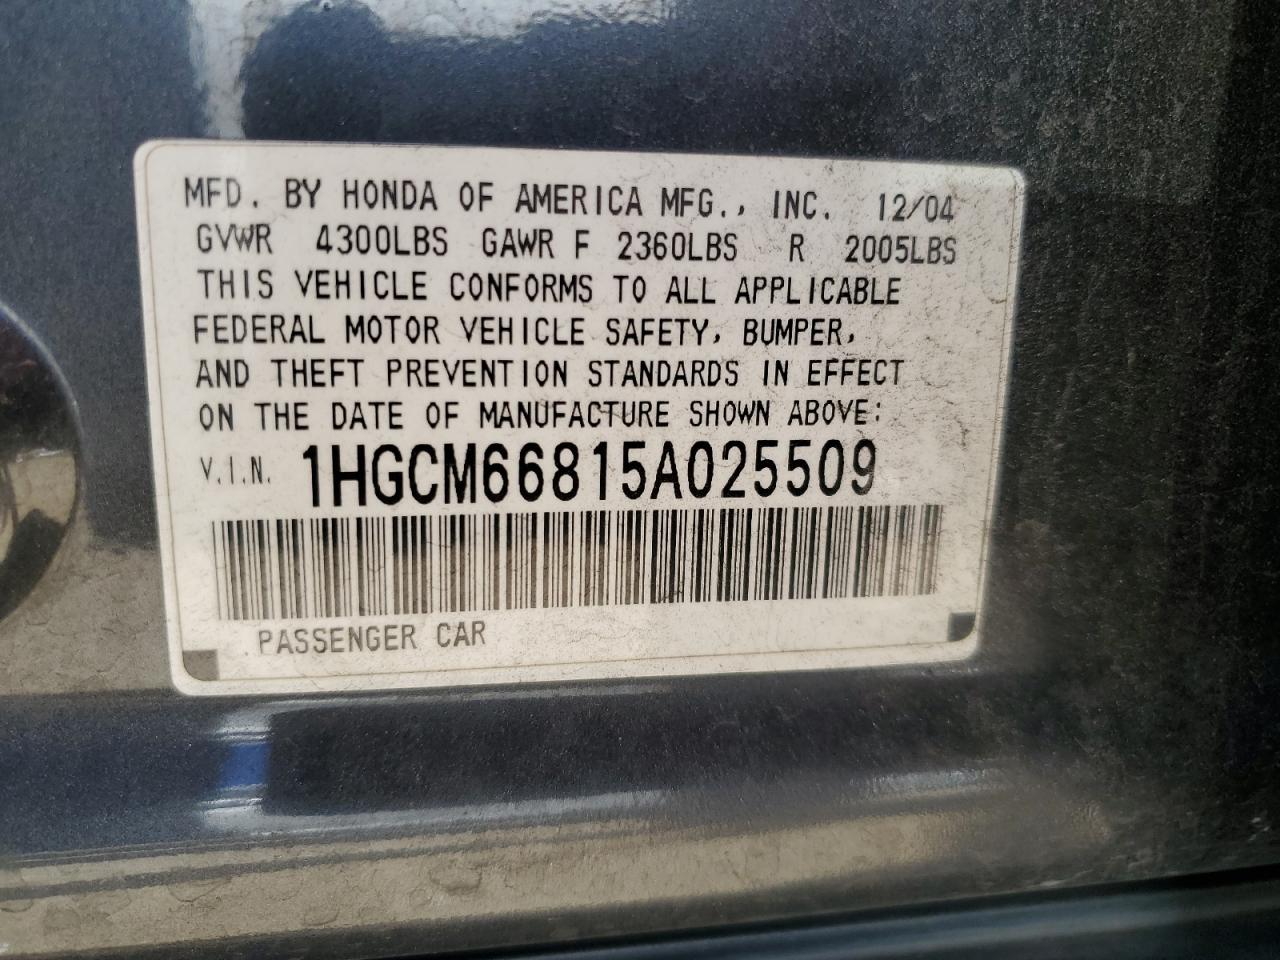 MFD. BY HONDA OF AMERICA MFG., INC. 12/04
GVWR 4300LBS GAWR F 2360LBS R 2005LBS
THIS VEHICLE CONFORMS TO ALL APPLICABLE
FEDERAL MOTOR VEHICLE SAFETY, BUMPER,
AND THEFT PREVENTION STANDARDS IN EFFECT
ON THE DATE OF MANUFACTURE SHOWN ABOVE:
V.I.N. 1HGCM66815A025509
PASSENGER CAR